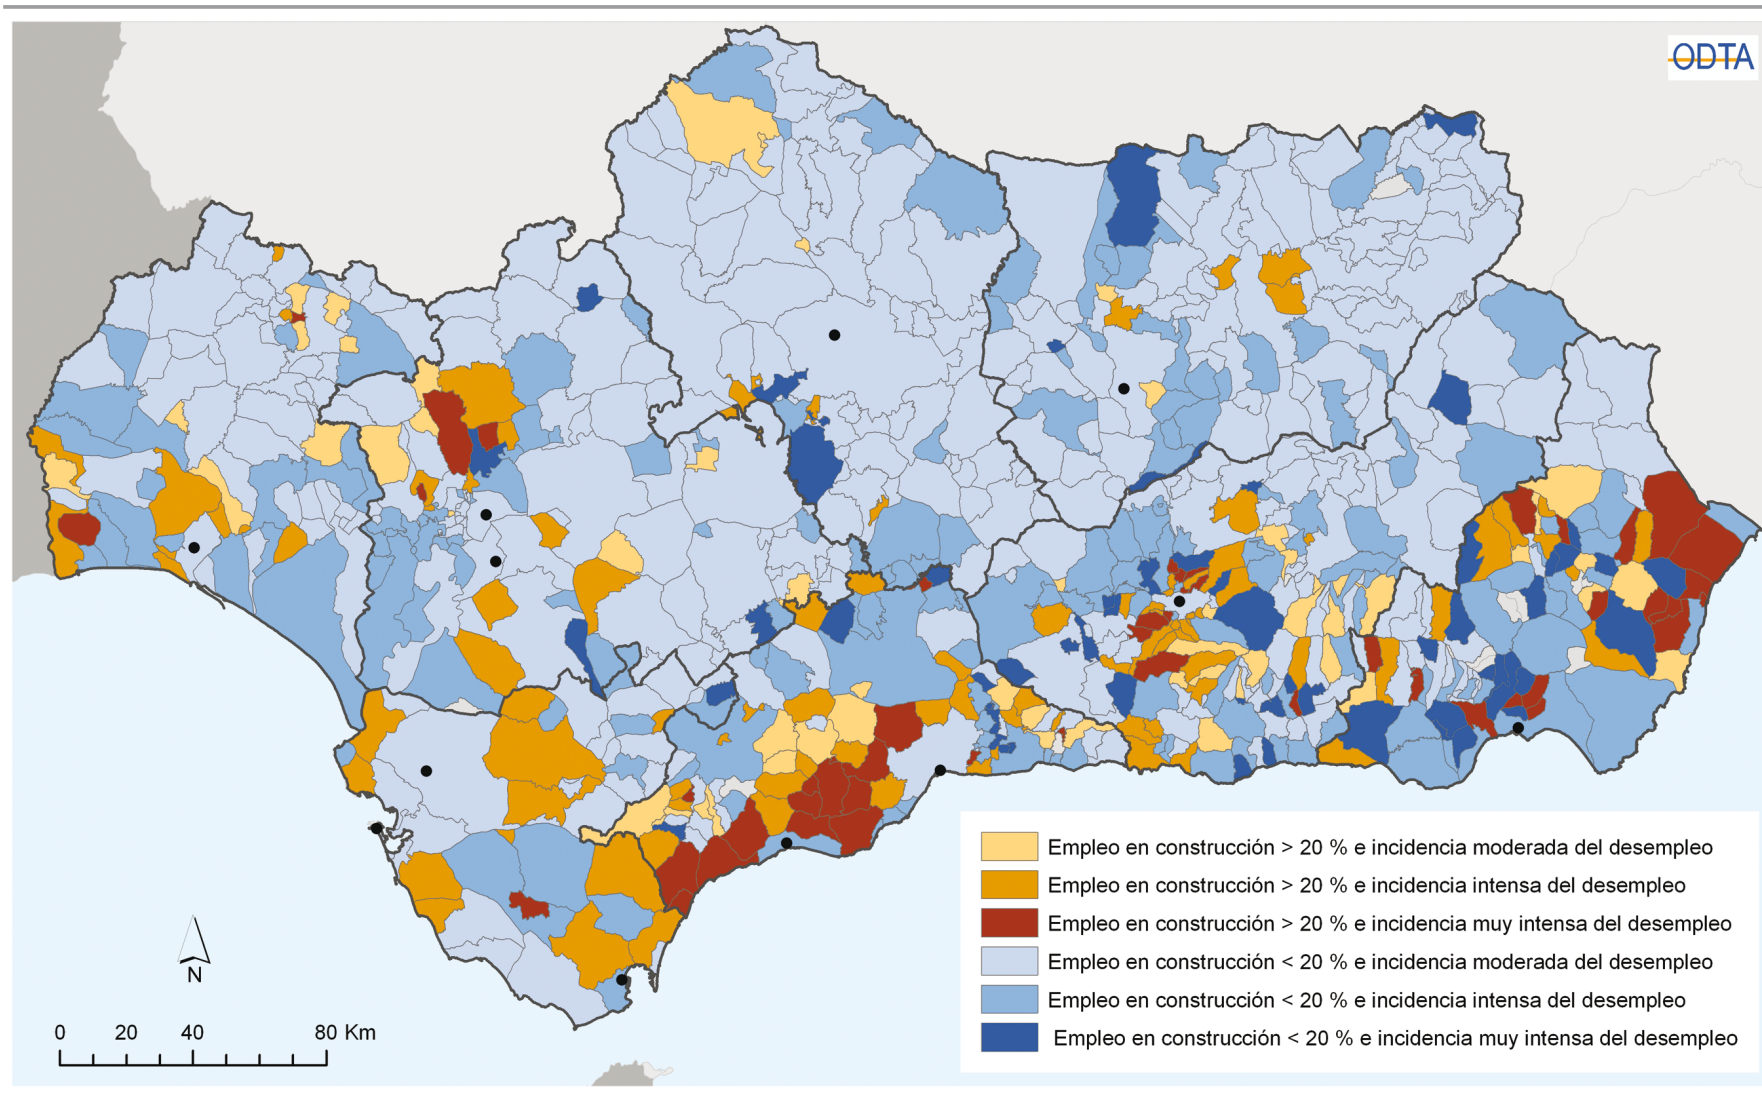 ODTA
Empleo en construcción > 20 % e incidencia moderada del desempleo
Empleo en construcción > 20 % e incidencia intensa del desempleo
Empleo en construcción > 20 % e incidencia muy intensa del desempleo
Empleo en construcción < 20 % e incidencia moderada del desempleo
Empleo en construcción < 20 % e incidencia intensa del desempleo
Empleo en construcción < 20 % e incidencia muy intensa del desempleo
N
0 20 40 80 Km